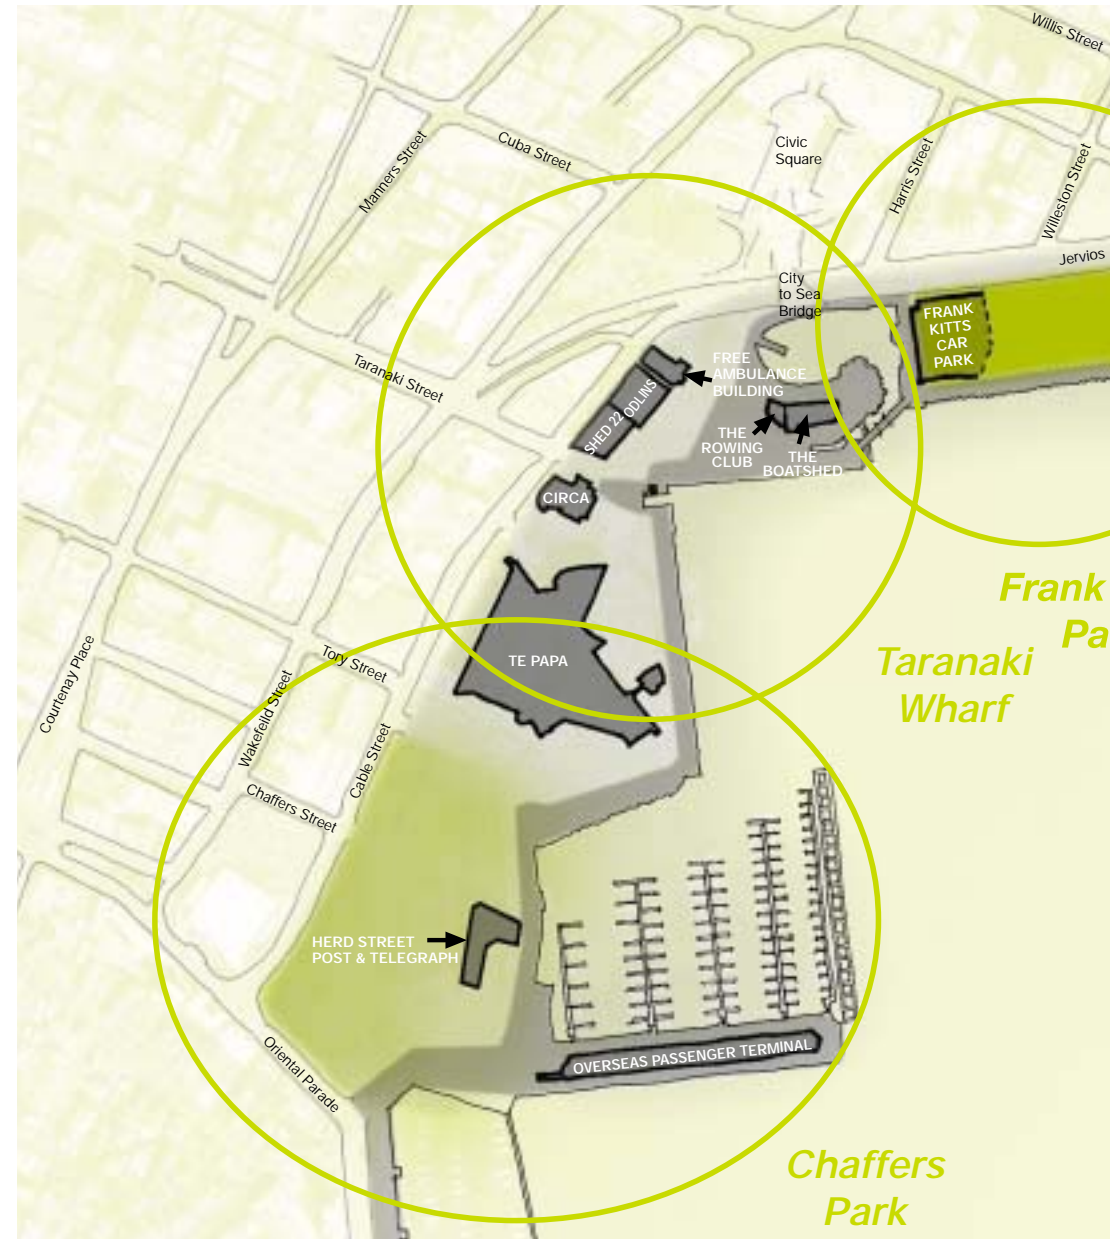 Willis Street
Cuba Street
Manners Street
Civic
Square
Harris Street
Willeston Street
Jervios
City
to Sea
Bridge
FRANK
KITTS
CAR
PARK
Taranaki Street
FREE
AMBULANCE
BUILDING
ODLINS
SHED 22
THE
ROWING
CLUB
THE
BOATSHED
CIRCA
Frank
Pa
Taranaki
Wharf
TE PAPA
Tory Street
Courtenay Place
Wakefeild Street
Cable Street
Chaffers Street
HERD STREET
POST & TELEGRAPH
OVERSEAS PASSENGER TERMINAL
Oriental Parade
Chaffers
Park